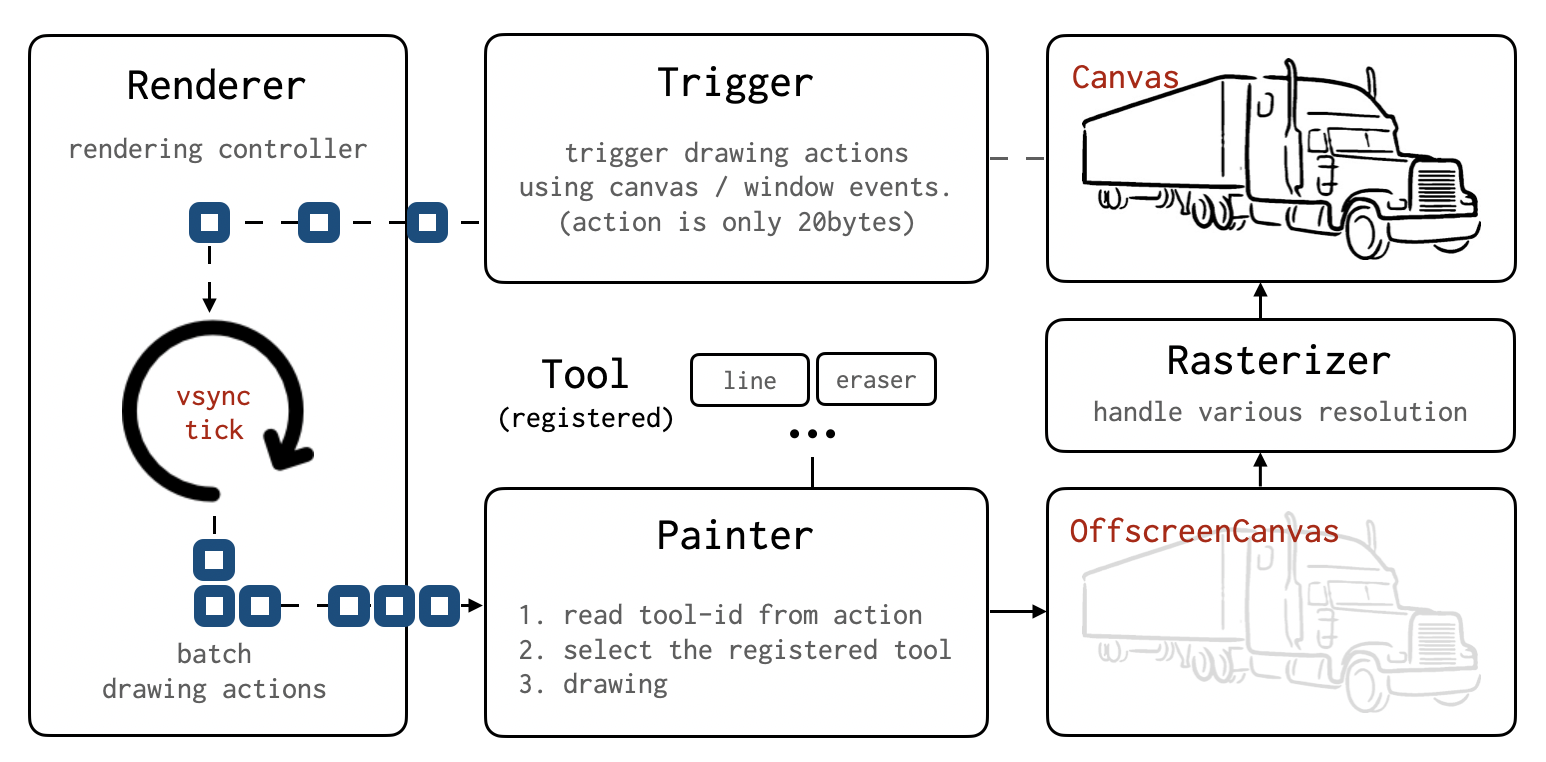 Renderer
rendering controller
vsync
tick
batch
drawing actions
Trigger
trigger drawing actions
using canvas / window events.
(action is only 20bytes)
Tool
(registered)
line
eraser
Painter
1. read tool-id from action
2. select the registered tool
3. drawing
Canvas
Rasterizer
handle various resolution
OffscreenCanvas